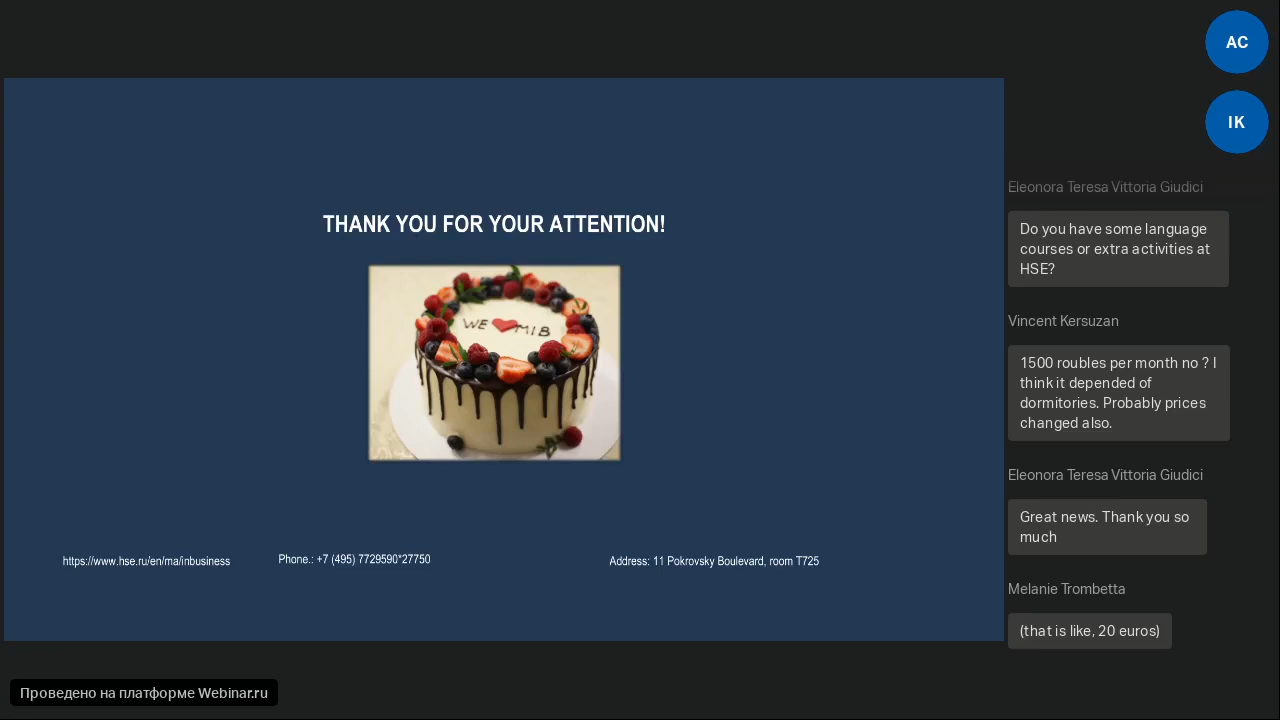 AC
IK
THANK YOU FOR YOUR ATTENTION!
WE MIB
https://www.hse.ru/en/ma/inbusiness
Phone.: +7 (495) 7729590*27750
Address: 11 Pokrovsky Boulevard, room T725
Eleonora Teresa Vittoria Giudici
Do you have some language
courses or extra activities at
HSE?
Vincent Kersuzan
1500 roubles per month no ? I
think it depended of
dormitories. Probably prices
changed also.
Eleonora Teresa Vittoria Giudici
Great news. Thank you so
much
Melanie Trombetta
(that is like, 20 euros)
Проведено на платформе Webinar.ru